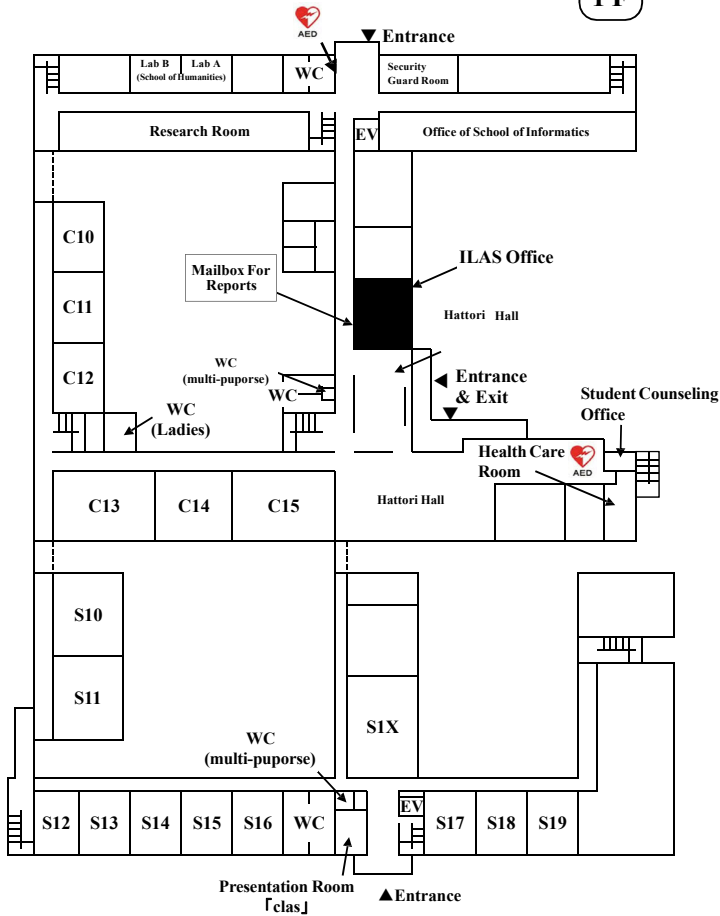 1 F
AED
Entrance
Lab B Lab A
(School of Humanities)
WC
Security
Guard Room
Research Room
EV
Office of School of Informatics
C10
ILAS Office
Mailbox For
Reports
C11
Hattori Hall
WC
(multi-puporse)
C12
WC
Entrance
& Exit
WC
(Ladies)
Student Counseling
Office
Health Care
Room
AED
C13
C14
C15
Hattori Hall
S10
S11
S1X
WC
(multi-puporse)
S12
S13
S14
S15
S16
WC
EV
S17
S18
S19
Presentation Room
「clas」
Entrance